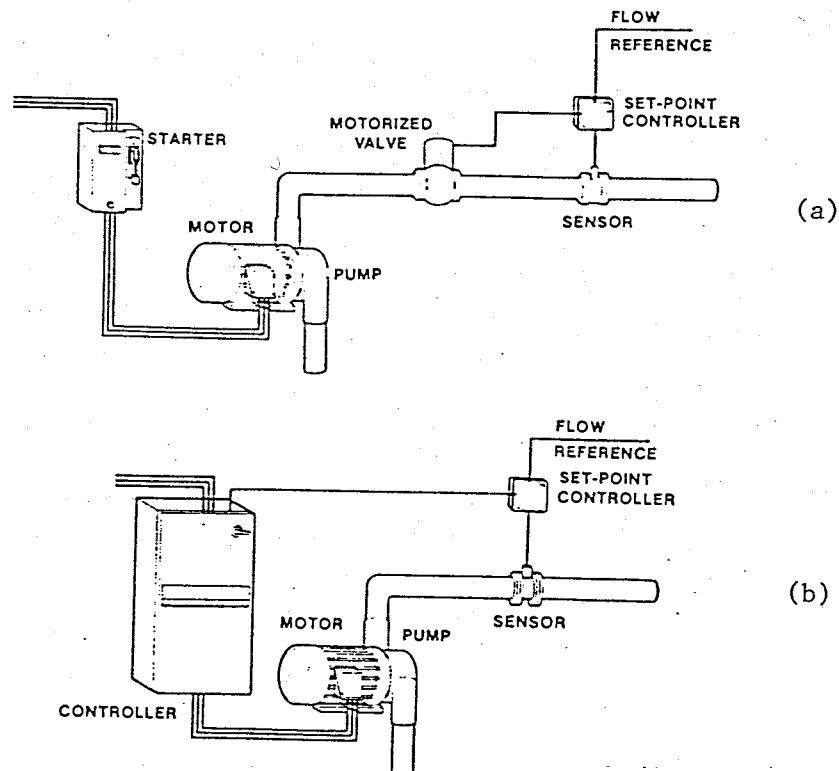 FLOW
REFERENCE
SET-POINT
CONTROLLER
MOTORIZED
VALVE
STARTER
SENSOR
(a)
MOTOR
PUMP
FLOW
REFERENCE
SET-POINT
CONTROLLER
SENSOR
(b)
MOTOR
PUMP
CONTROLLER